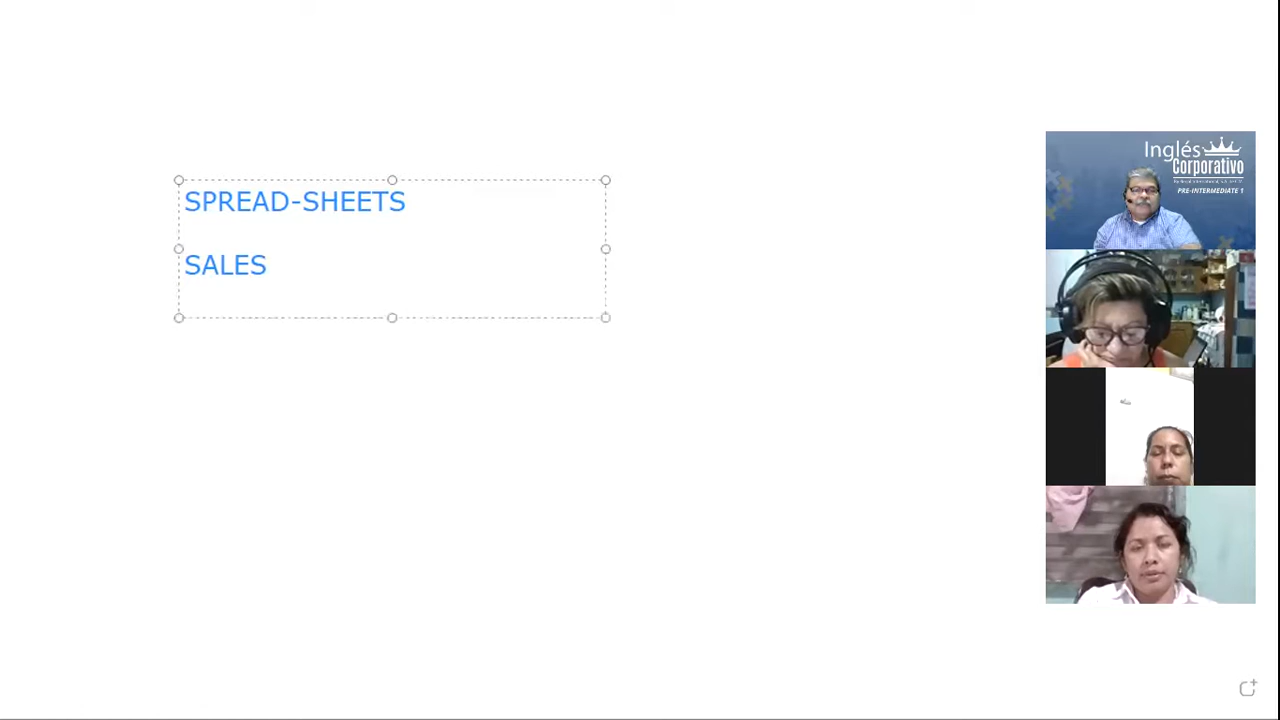 SPREAD-SHEETS
SALES
Inglés
Corporativo
PRE-INTERMEDIATE 1